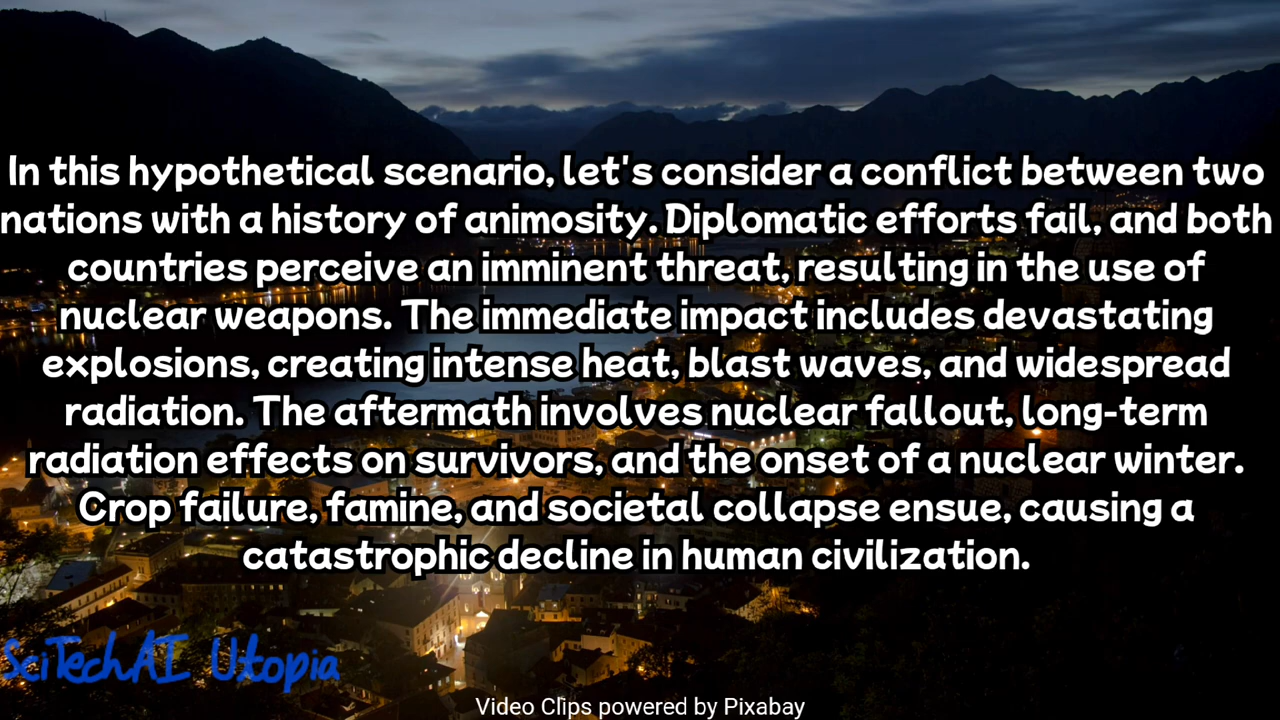 In this hypothetical scenario, let's consider a conflict between two
nations with a history of animosity. Diplomatic efforts fail, and both
countries perceive an imminent threat, resulting in the use of
nuclear weapons. The immediate impact includes devastating
explosions, creating intense heat, blast waves, and widespread
radiation. The aftermath involves nuclear fallout, long-term
radiation effects on survivors, and the onset of a nuclear winter.
Crop failure, famine, and societal collapse ensue, causing a
catastrophic decline in human civilization.
SciTechAI Utopia
Video Clips powered by Pixabay